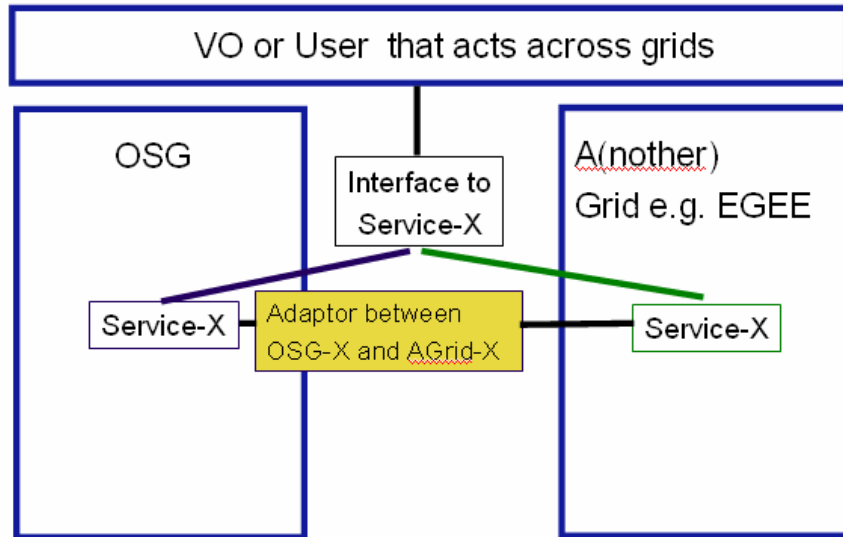 VO or User that acts across grids
OSG
A(nother)
Grid e.g. EGEE
Interface to
Service-X
Service-X
Adaptor between
OSG-X and AGrid-X
Service-X